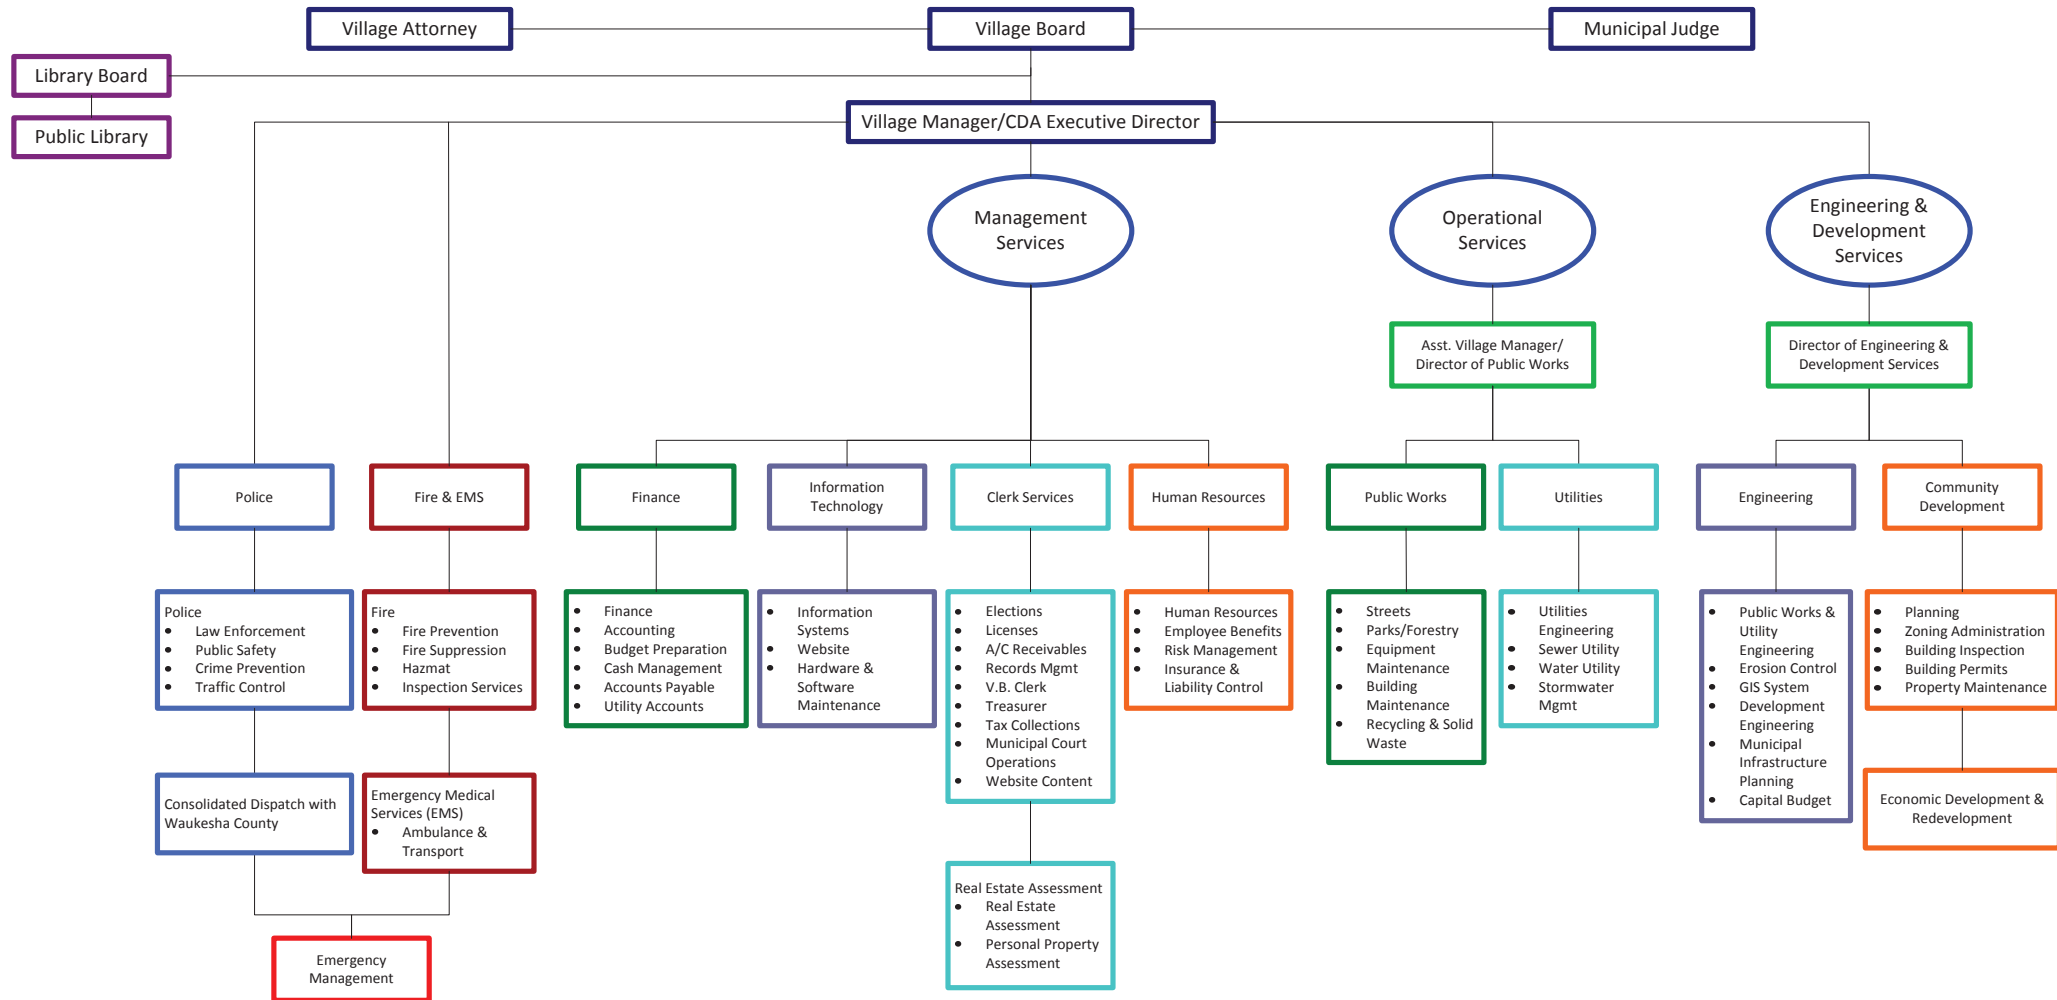 Village Attorney
Village Board
Municipal Judge
Library Board
Public Library
Village Manager/CDA Executive Director
Management
Services
Operational
Services
Engineering &
Development
Services
Asst. Village Manager/
Director of Public Works
Director of Engineering &
Development Services
Police
Fire & EMS
Finance
Information
Technology
Clerk Services
Human Resources
Public Works
Utilities
Engineering
Community
Development
Police
• Law Enforcement
• Public Safety
• Crime Prevention
• Traffic Control
Fire
• Fire Prevention
• Fire Suppression
• Hazmat
• Inspection Services
• Finance
• Accounting
• Budget Preparation
• Cash Management
• Accounts Payable
• Utility Accounts
• Information
Systems
• Website
• Hardware &
Software
Maintenance
• Elections
• Licenses
• A/C Receivables
• Records Mgmt
• V.B. Clerk
• Treasurer
• Tax Collections
• Municipal Court
Operations
• Website Content
• Human Resources
• Employee Benefits
• Risk Management
• Insurance &
Liability Control
• Streets
• Parks/Forestry
• Equipment
Maintenance
• Building
Maintenance
• Recycling & Solid
Waste
• Utilities
Engineering
• Sewer Utility
• Water Utility
• Stormwater
Mgmt
• Public Works &
Utility
Engineering
• Erosion Control
• GIS System
• Development
Engineering
• Municipal
Infrastructure
Planning
• Capital Budget
• Planning
• Zoning Administration
• Building Inspection
• Building Permits
• Property Maintenance
Consolidated Dispatch with
Waukesha County
Emergency Medical
Services (EMS)
• Ambulance &
Transport
Economic Development &
Redevelopment
Real Estate Assessment
• Real Estate
Assessment
• Personal Property
Assessment
Emergency
Management